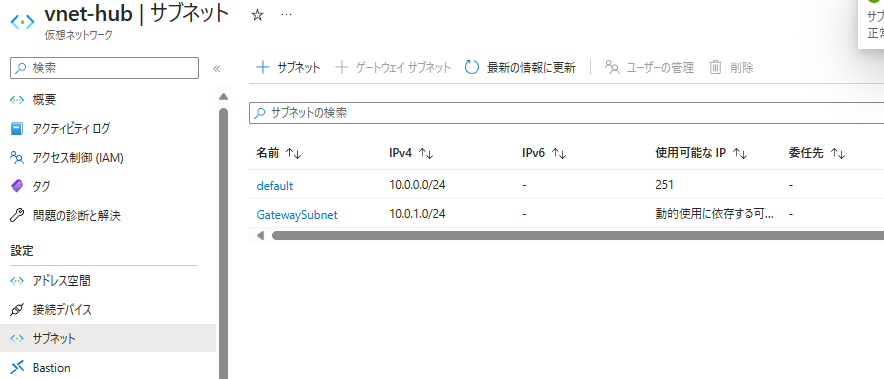 vnet-hub | サブネット ☆ ...
仮想ネットワーク
検索 «
概要
アクティビティ ログ
アクセス制御 (IAM)
タグ
問題の診断と解決
設定
アドレス空間
接続デバイス
サブネット
Bastion
+ サブネット + ゲートウェイ サブネット 最新の情報に更新 ユーザーの管理 削除
サブネットの検索
名前 ↑↓ IPv4 ↑↓ IPv6 ↑↓ 使用可能な IP ↑↓ 委任先 ↑↓
default 10.0.0.0/24 - 251 -
GatewaySubnet 10.0.1.0/24 - 動的使用に依存する可... -
サブ
正常